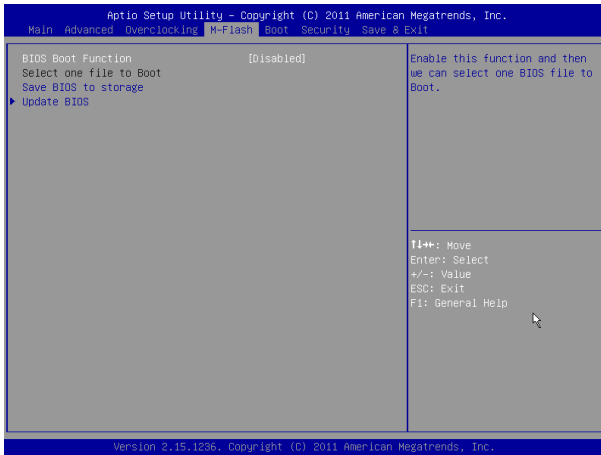 Aptio Setup Utility – Copyright (C) 2011 American Megatrends, Inc.
Main Advanced Overclocking M-Flash Boot Security Save & Exit
BIOS Boot Function [Disabled]
Select one file to Boot
Save BIOS to storage
Update BIOS
Enable this function and then
we can select one BIOS file to
Boot.
↑↓→←: Move
Enter: Select
+/-: Value
ESC: Exit
F1: General Help
Version 2.15.1236. Copyright (C) 2011 American Megatrends, Inc.